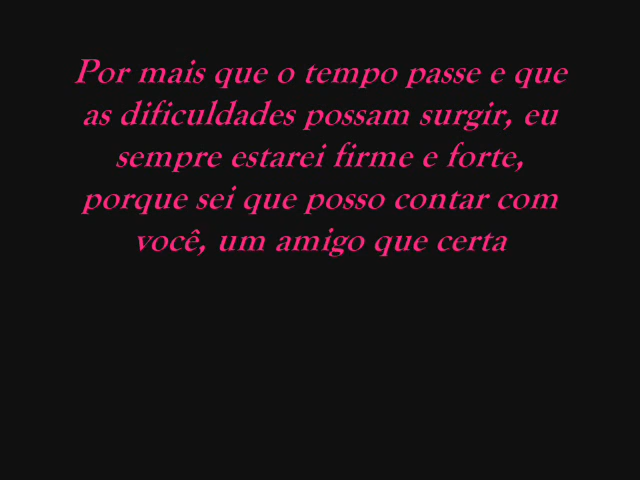 Por mais que o tempo passe e que
as dificuldades possam surgir, eu
sempre estarei firme e forte,
porque sei que posso contar com
você, um amigo que certa